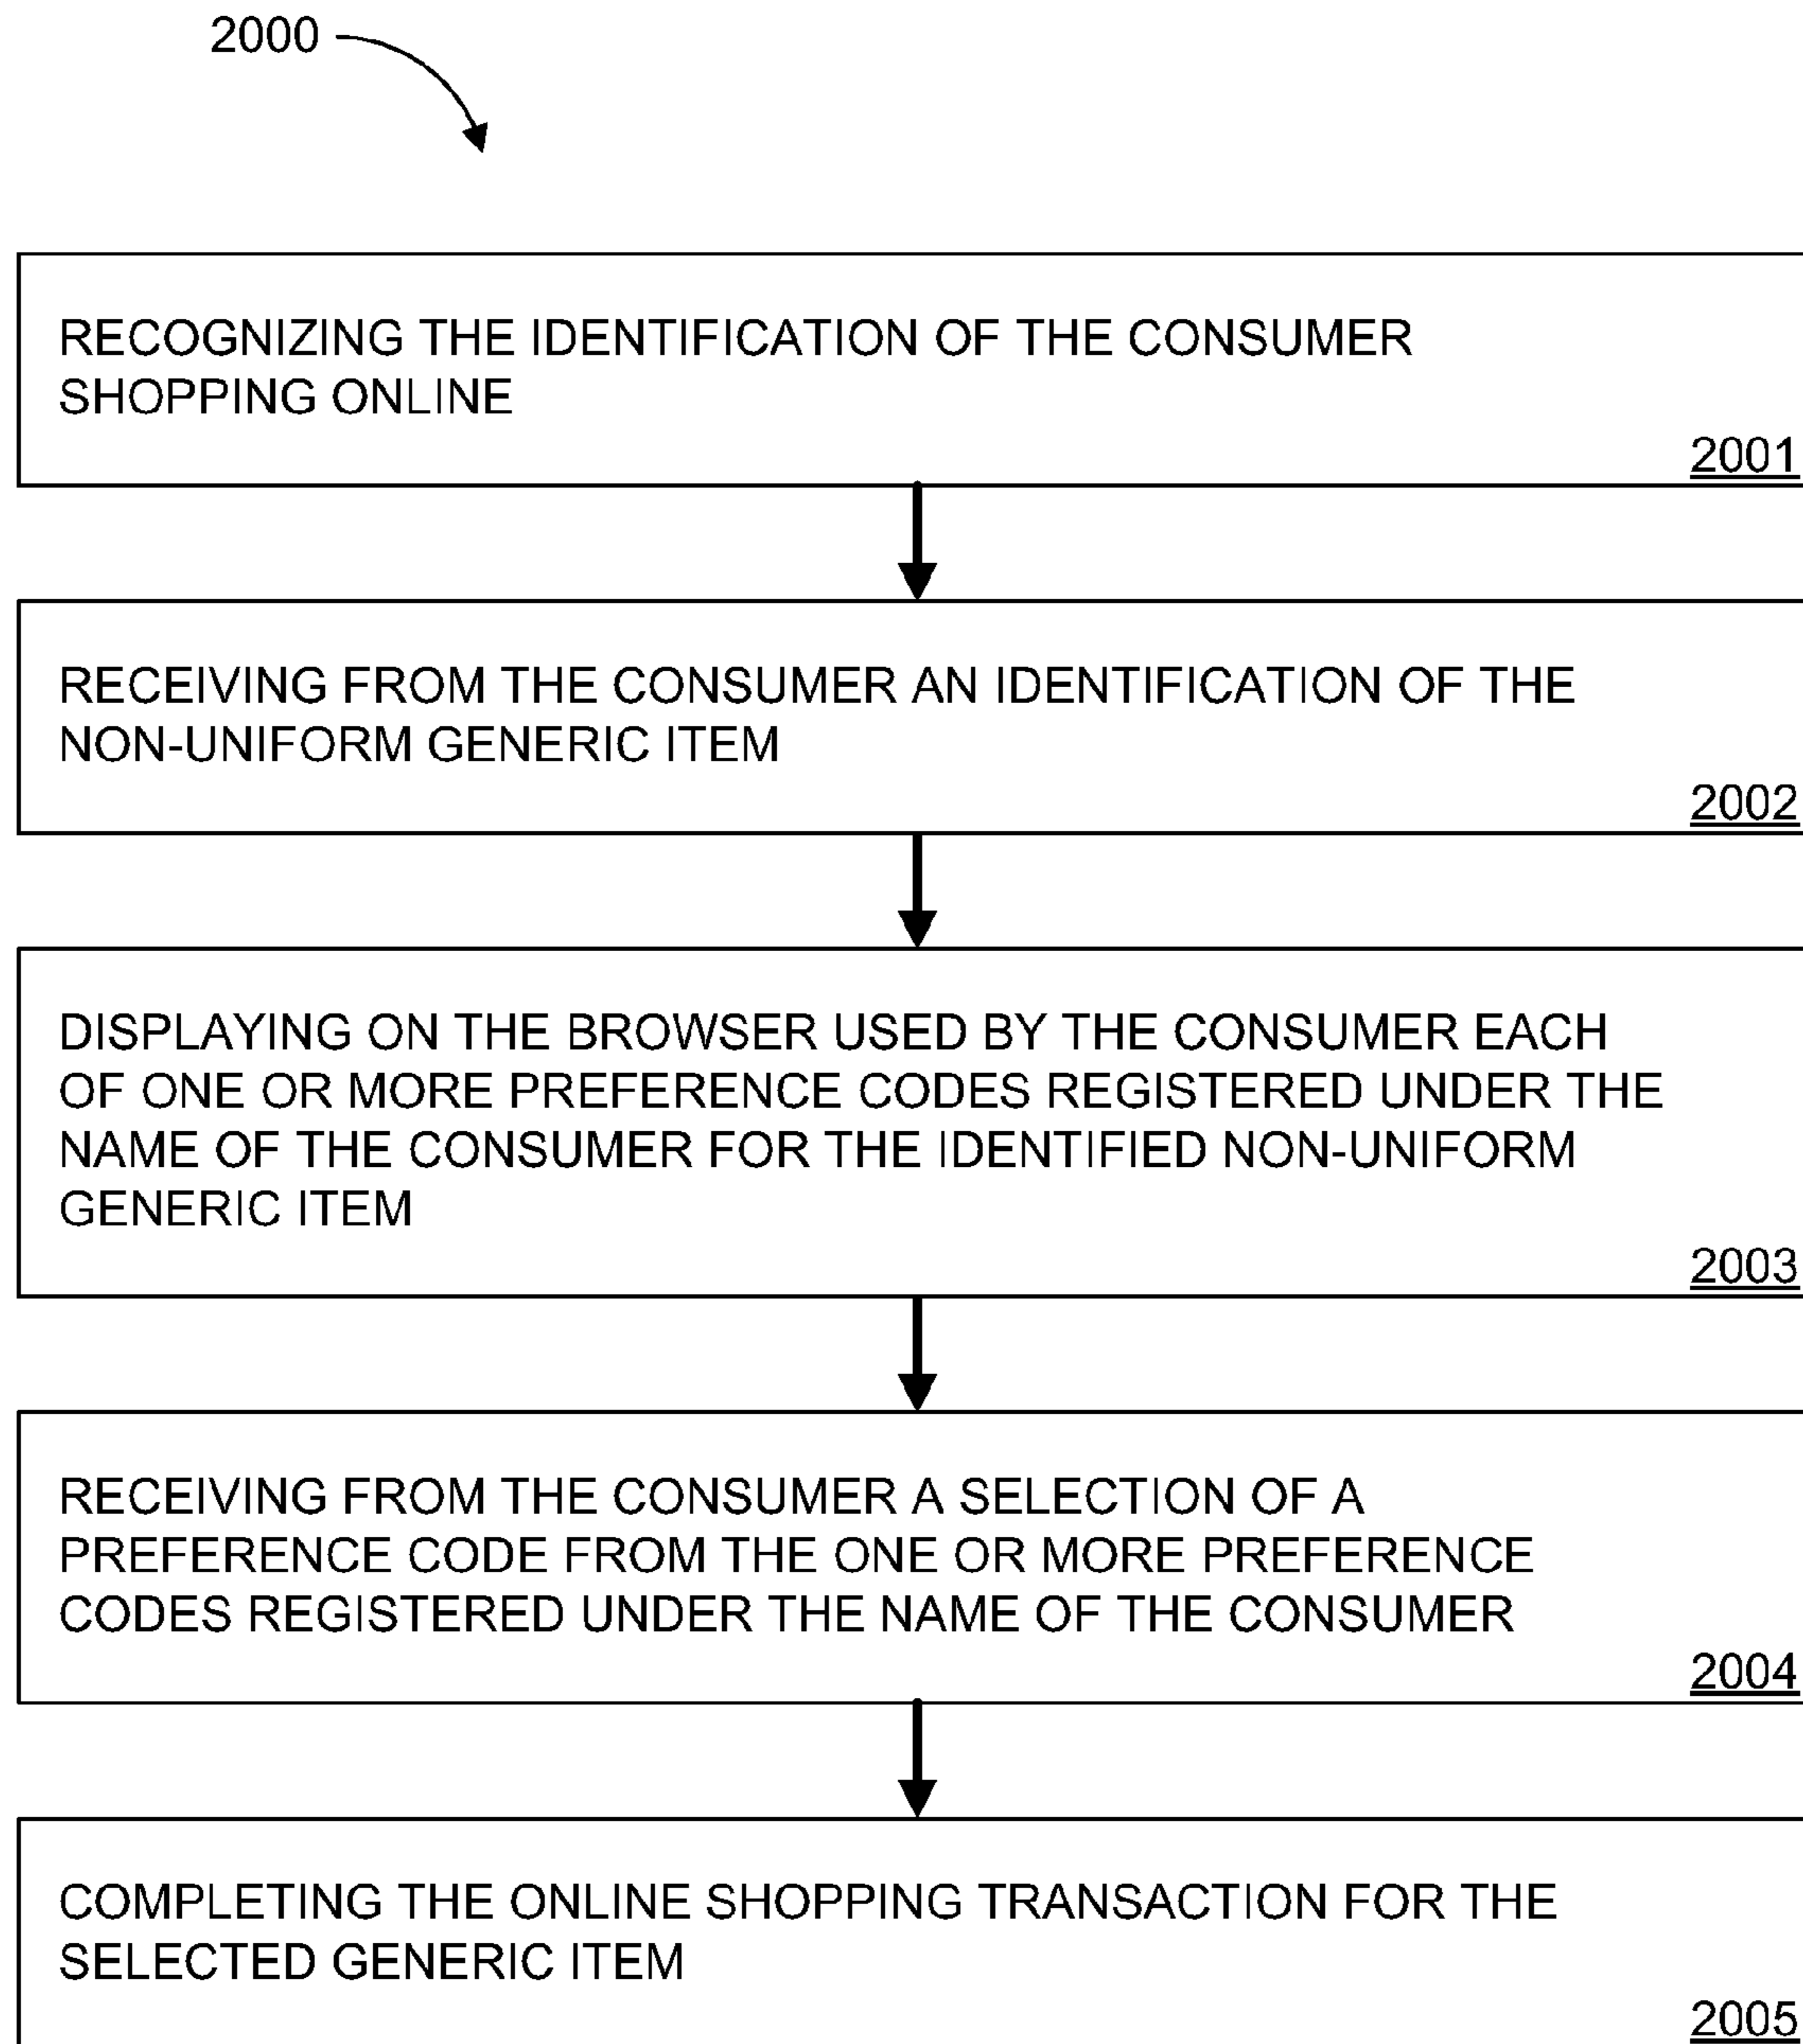 2000
RECOGNIZING THE IDENTIFICATION OF THE CONSUMER
SHOPPING ONLINE
2001
RECEIVING FROM THE CONSUMER AN IDENTIFICATION OF THE
NON-UNIFORM GENERIC ITEM
2002
DISPLAYING ON THE BROWSER USED BY THE CONSUMER EACH
OF ONE OR MORE PREFERENCE CODES REGISTERED UNDER THE
NAME OF THE CONSUMER FOR THE IDENTIFIED NON-UNIFORM
GENERIC ITEM
2003
RECEIVING FROM THE CONSUMER A SELECTION OF A
PREFERENCE CODE FROM THE ONE OR MORE PREFERENCE
CODES REGISTERED UNDER THE NAME OF THE CONSUMER
2004
COMPLETING THE ONLINE SHOPPING TRANSACTION FOR THE
SELECTED GENERIC ITEM
2005